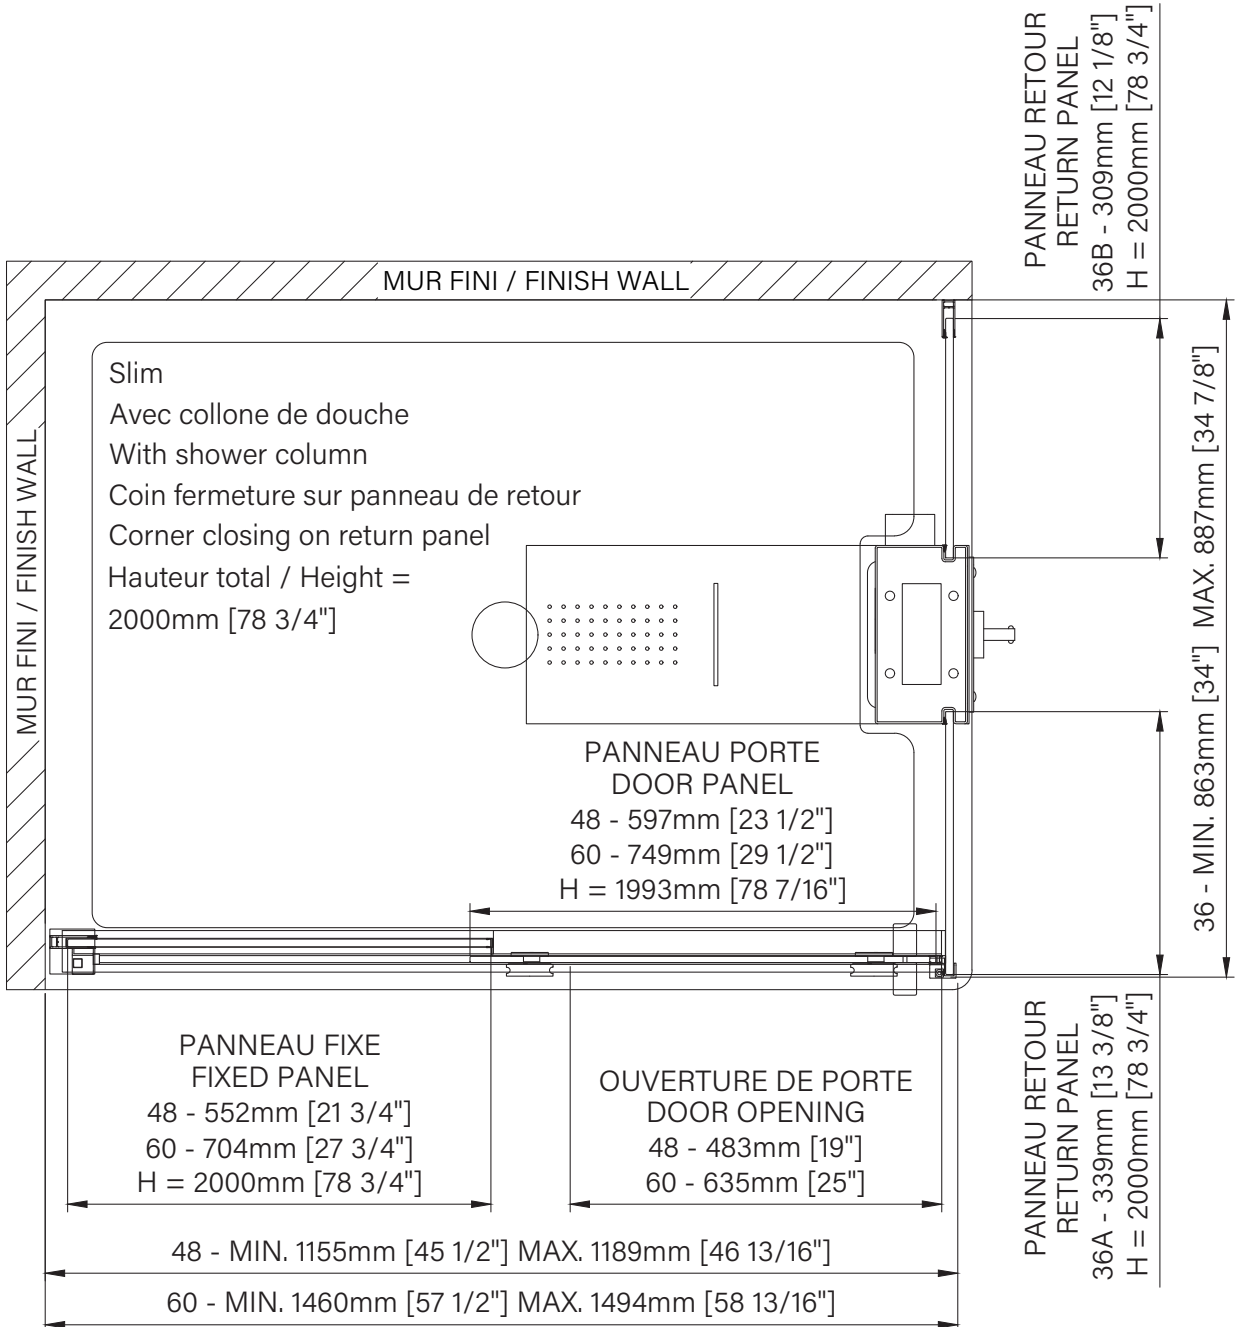 PANNEAU RETOUR
RETURN PANEL
36B - 309mm [12 1/8"]
H = 2000mm [78 3/4"]
MUR FINI / FINISH WALL
MUR FINI / FINISH WALL
Slim
Avec collone de douche
With shower column
Coin fermeture sur panneau de retour
Corner closing on return panel
Hauteur total / Height =
2000mm [78 3/4"]
36 - MIN. 863mm [34"] MAX. 887mm [34 7/8"]
PANNEAU PORTE
DOOR PANEL
48 - 597mm [23 1/2"]
60 - 749mm [29 1/2"]
H = 1993mm [78 7/16"]
PANNEAU FIXE
FIXED PANEL
48 - 552mm [21 3/4"]
60 - 704mm [27 3/4"]
H = 2000mm [78 3/4"]
OUVERTURE DE PORTE
DOOR OPENING
48 - 483mm [19"]
60 - 635mm [25"]
PANNEAU RETOUR
RETURN PANEL
36A - 339mm [13 3/8"]
H = 2000mm [78 3/4"]
48 - MIN. 1155mm [45 1/2"] MAX. 1189mm [46 13/16"]
60 - MIN. 1460mm [57 1/2"] MAX. 1494mm [58 13/16"]